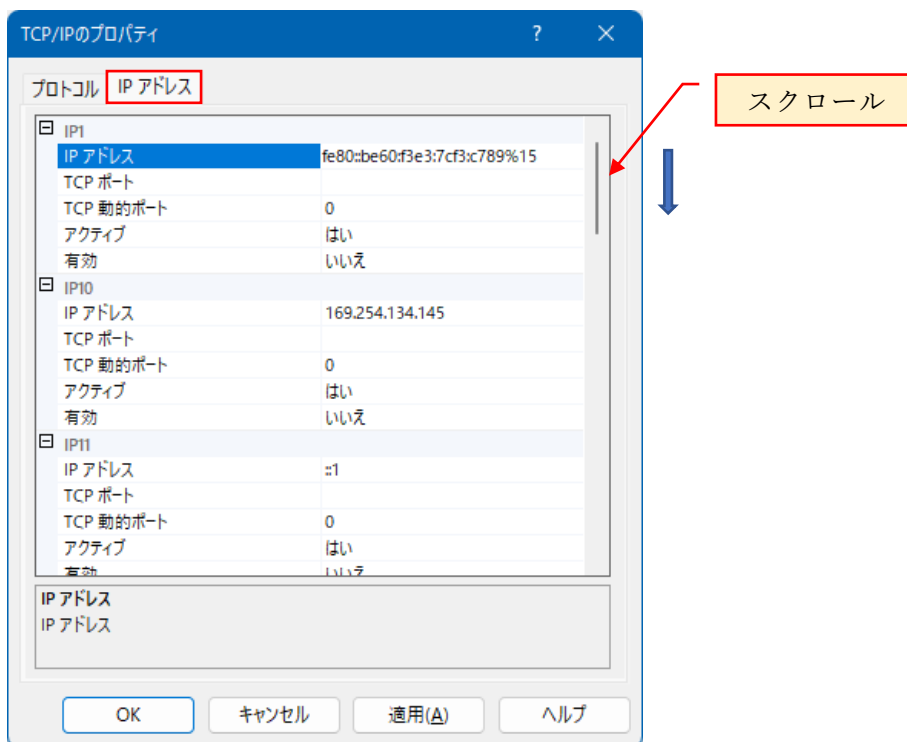 TCP/IPのプロパティ ? ×
プロトコル IP アドレス
スクロール
IP1
IP アドレス fe80::be60:f3e3:7cf3:c789%15
TCP ポート
TCP 動的ポート 0
アクティブ はい
有効 いいえ
IP10
IP アドレス 169.254.134.145
TCP ポート
TCP 動的ポート 0
アクティブ はい
有効 いいえ
IP11
IP アドレス ::1
TCP ポート
TCP 動的ポート 0
アクティブ はい
有効 いいえ
IP アドレス
IP アドレス
OK キャンセル 適用(A) ヘルプ